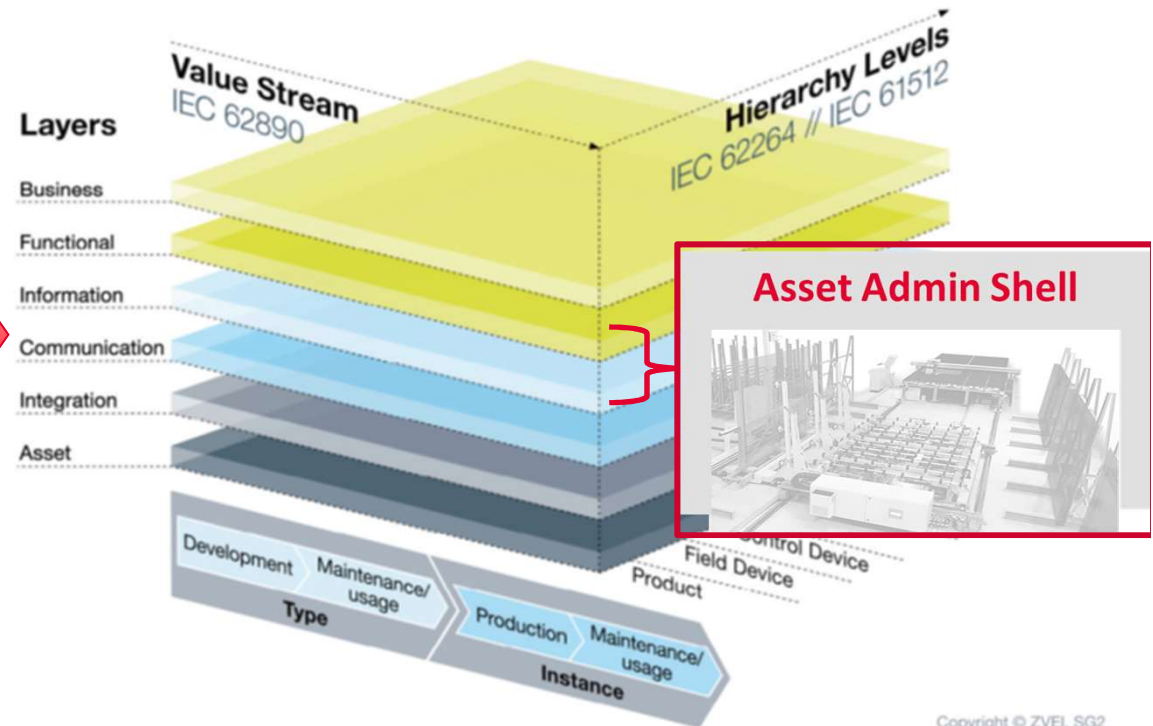 Value Stream
IEC 62890
Hierarchy Levels
IEC 62264 // IEC 61512
Layers
Business
Functional
Information
Communication
Integration
Asset
Asset Admin Shell
Development
Maintenance/
usage
Type
Production
Maintenance/
usage
Instance
Control Device
Field Device
Product
Copyright © ZVEI, SG2